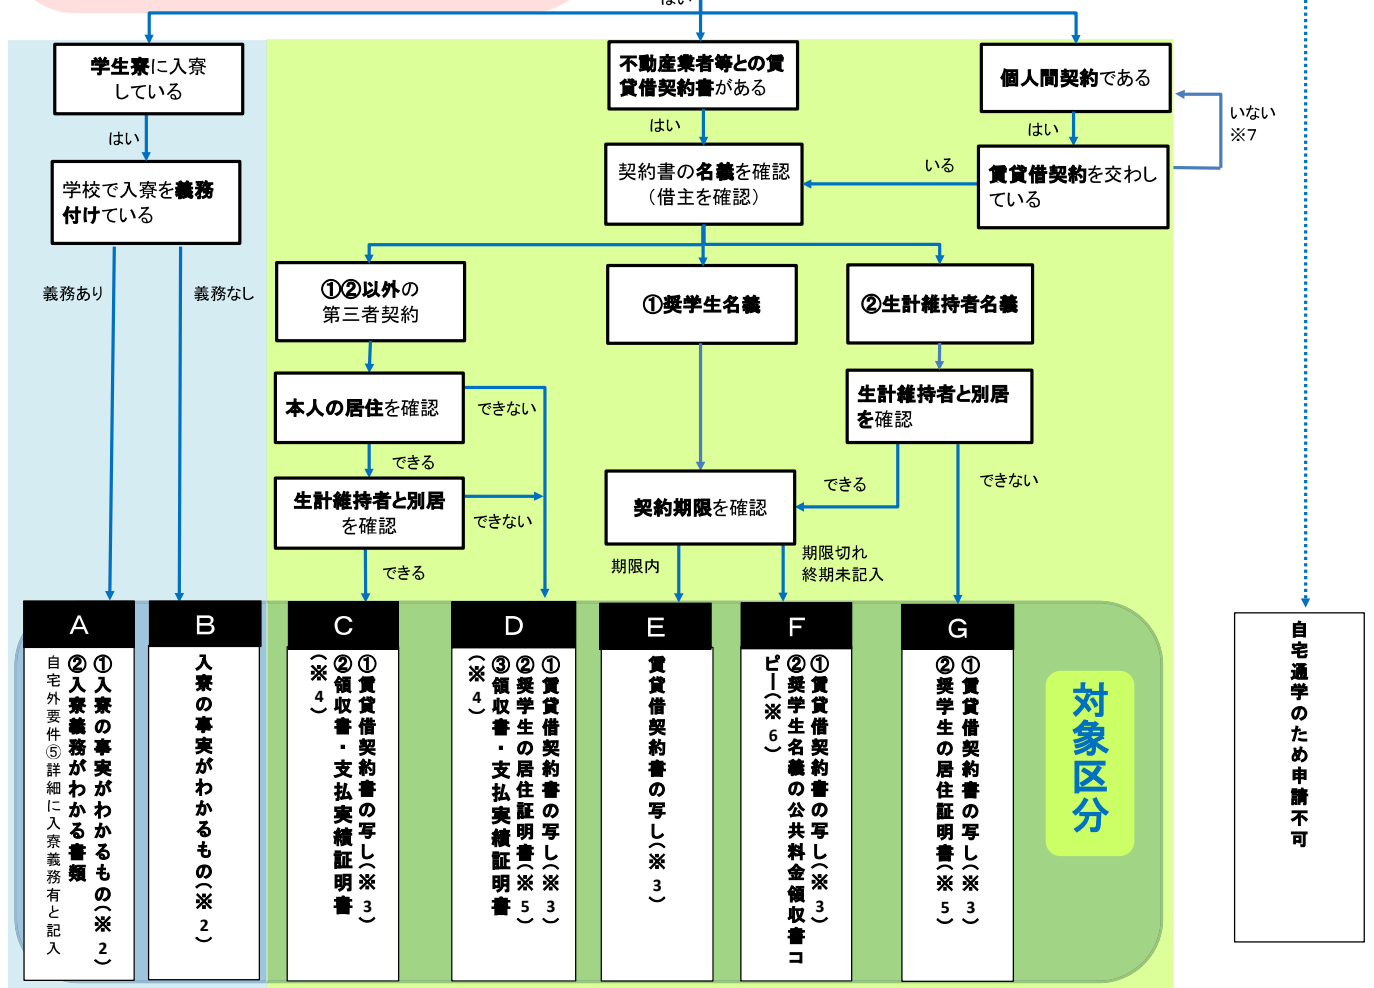 はい
学生寮に入寮
している
不動産業者等との賃
貸借契約書がある
個人間契約である
はい
はい
はい
いない
※7
学校で入寮を義務
付けている
契約書の名義を確認
（借主を確認）
いる
賃貸借契約を交わし
ている
義務あり
義務なし
①②以外の
第三者契約
①奨学生名義
②生計維持者名義
本人の居住を確認
できない
生計維持者と別居
を確認
できる
生計維持者と別居
を確認
できない
契約期限を確認
できる
できない
できる
期限内
期限切れ
終期未記入
A
①入寮の事実がわかるもの（※2）
②入寮義務がわかる書類
自宅外要件⑤詳細に入寮義務有と記入
B
入寮の事実がわかるもの（※2）
C
①賃貸借契約書の写し（※3）
②領収書・支払実績証明書
（※4）
D
①賃貸借契約書の写し（※3）
②奨学生の居住証明書（※5）
③領収書・支払実績証明書
（※4）
E
賃貸借契約書の写し（※3）
F
①賃貸借契約書の写し（※3）
②奨学生名義の公共料金領収書コ
ピー（※6）
G
①賃貸借契約書の写し（※3）
②奨学生の居住証明書（※5）
対象区分
自宅通学のため申請不可